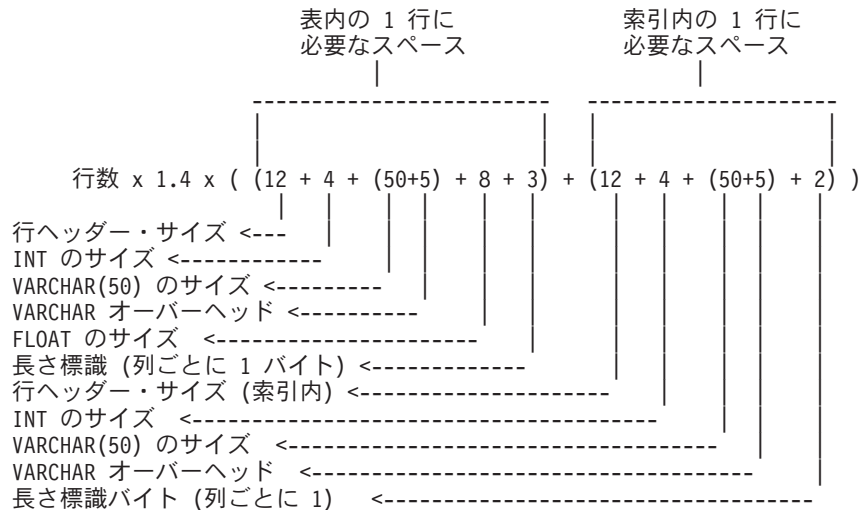 表内の 1 行に 索引内の 1 行に
必要なスペース 必要なスペース
行数 x 1.4 x ( (12 + 4 + (50+5) + 8 + 3) + (12 + 4 + (50+5) + 2) )
行ヘッダー・サイズ <---
INT のサイズ <------------
VARCHAR(50) のサイズ <---------
VARCHAR オーバーヘッド <----------
FLOAT のサイズ <----------------------
長さ標識 (列ごとに 1 バイト) <-------------
行ヘッダー・サイズ (索引内) <---------------------
INT のサイズ <---------------------------------------
VARCHAR(50) のサイズ <------------------------------------
VARCHAR オーバーヘッド <--------------------------------------
長さ標識バイト (列ごとに 1) <------------------------------------